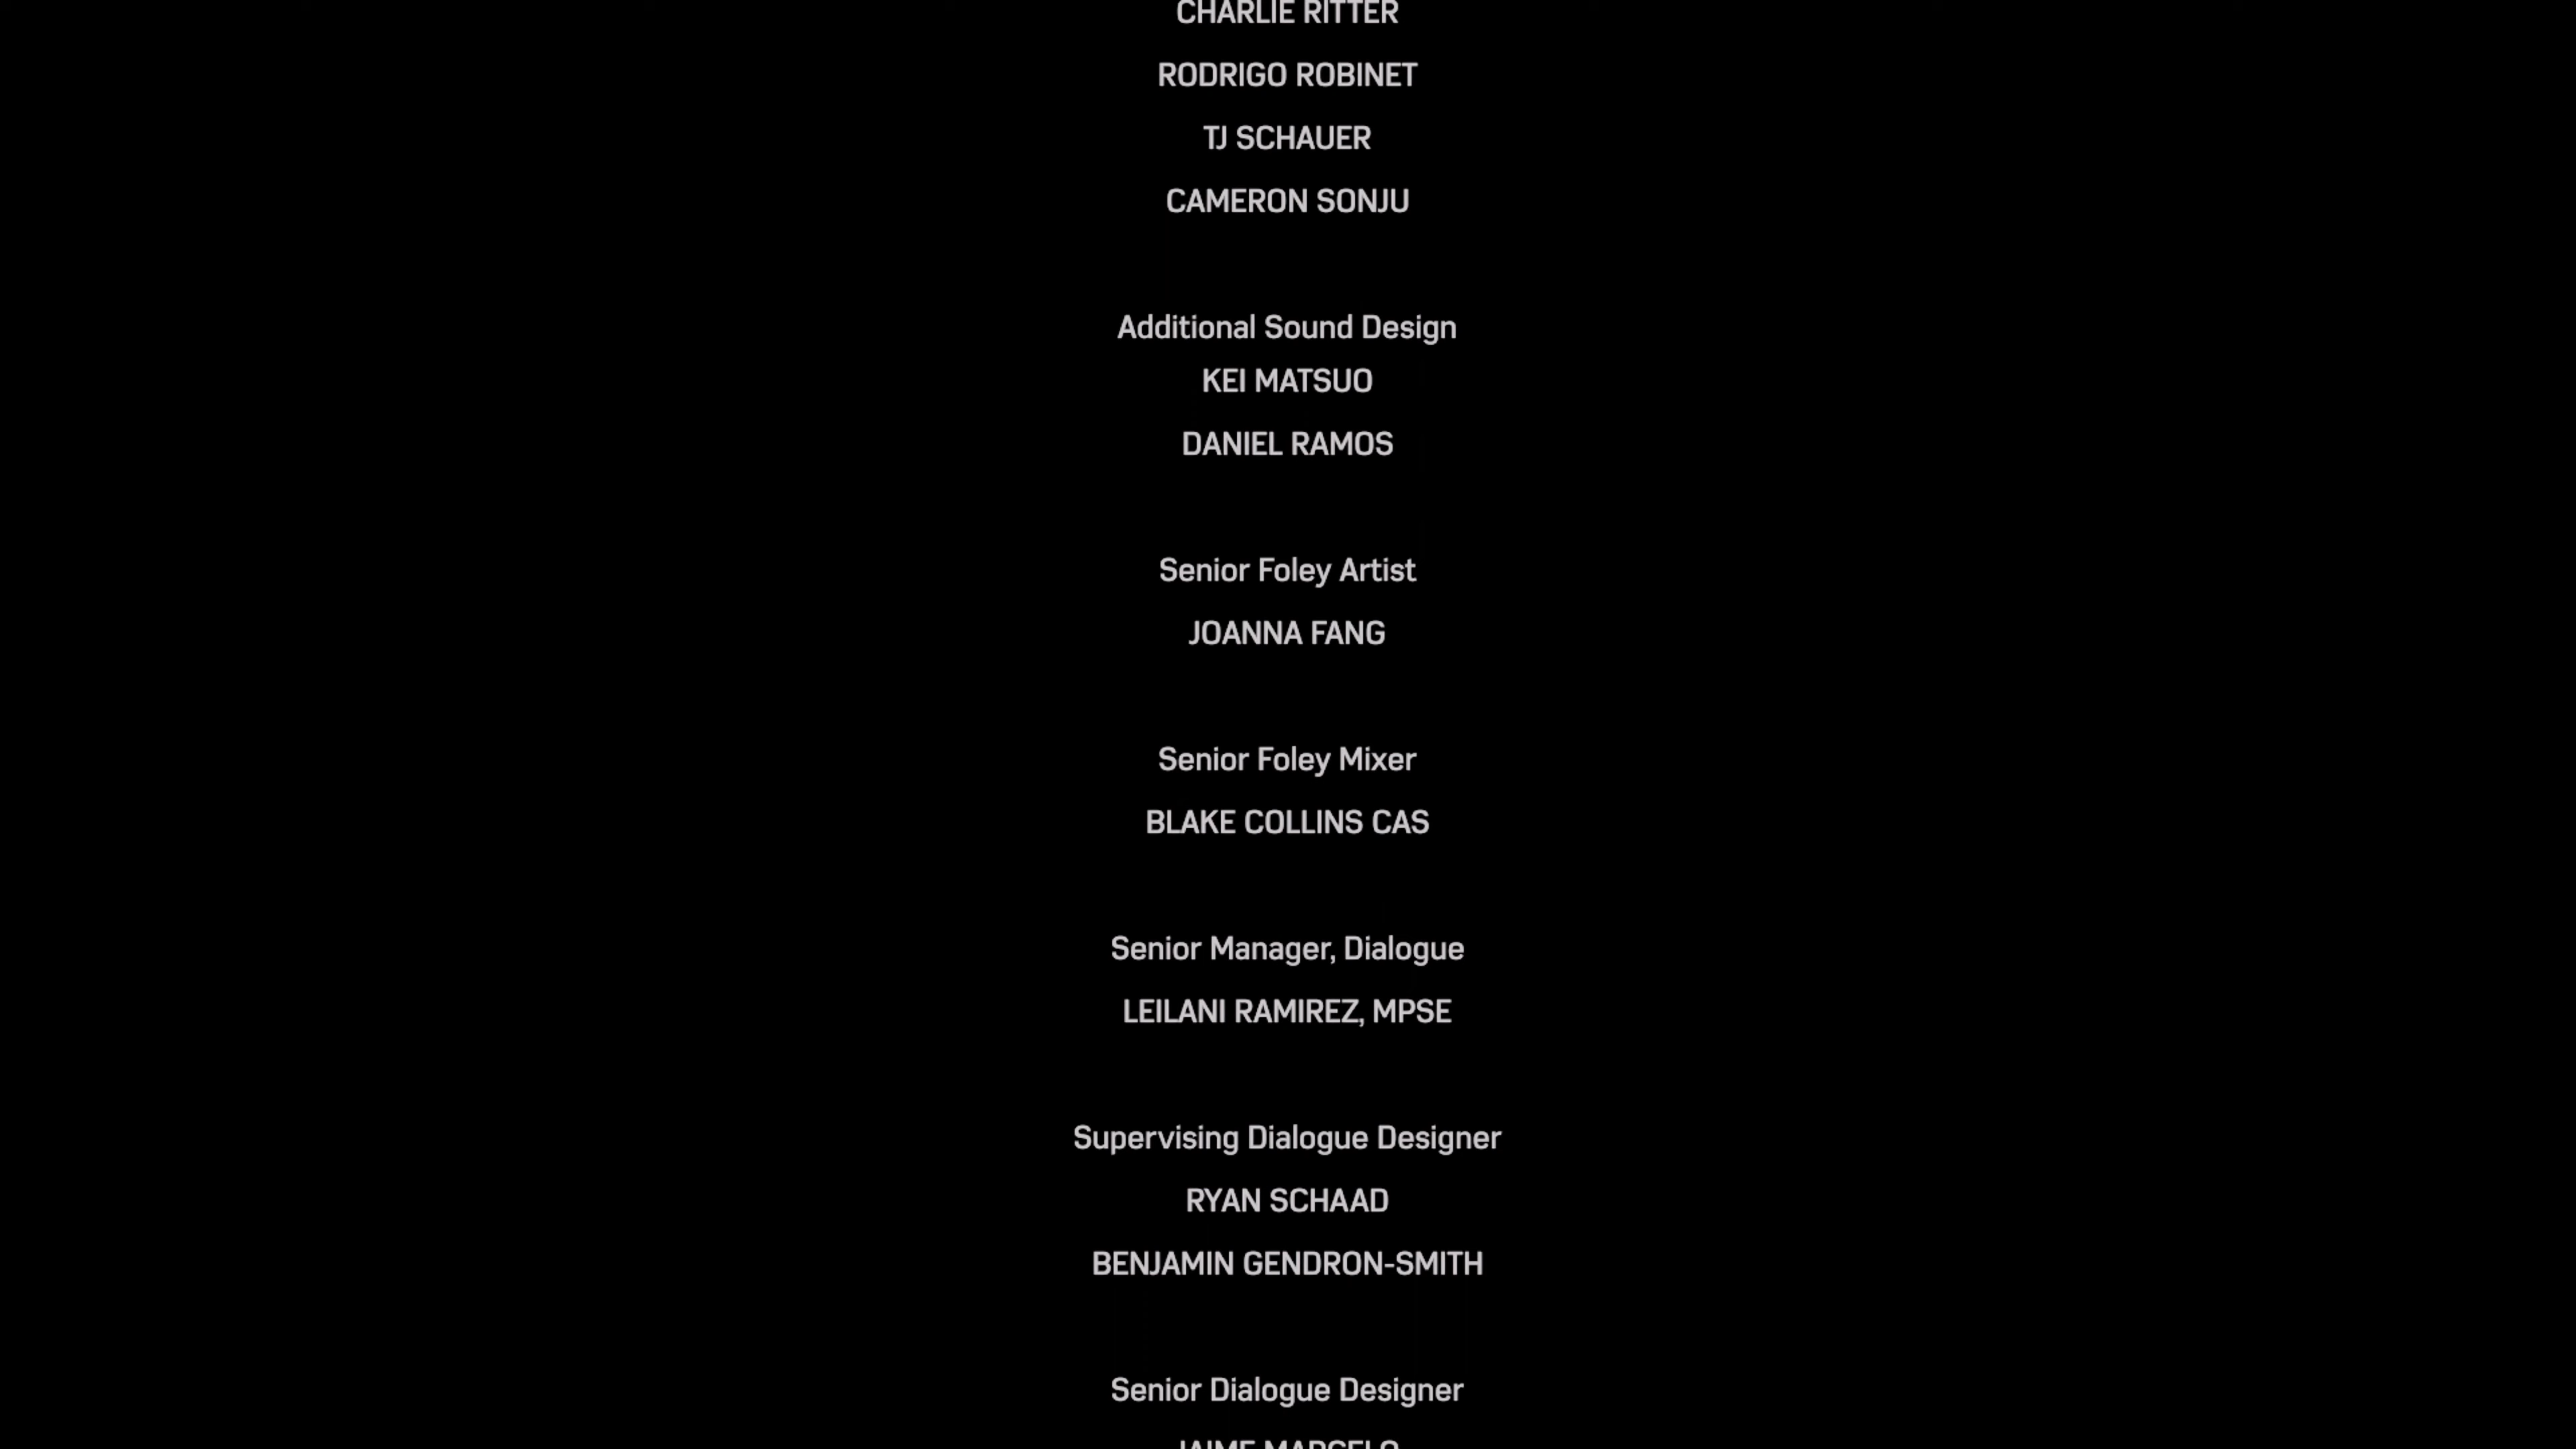 CHARLIE RITTER
RODRIGO ROBINET
TJ SCHAUER
CAMERON SONJU
Additional Sound Design
KEI MATSUO
DANIEL RAMOS
Senior Foley Artist
JOANNA FANG
Senior Foley Mixer
BLAKE COLLINS CAS
Senior Manager, Dialogue
LEILANI RAMIREZ, MPSE
Supervising Dialogue Designer
RYAN SCHAAD
BENJAMIN GENDRON-SMITH
Senior Dialogue Designer
JAIME MARCELO